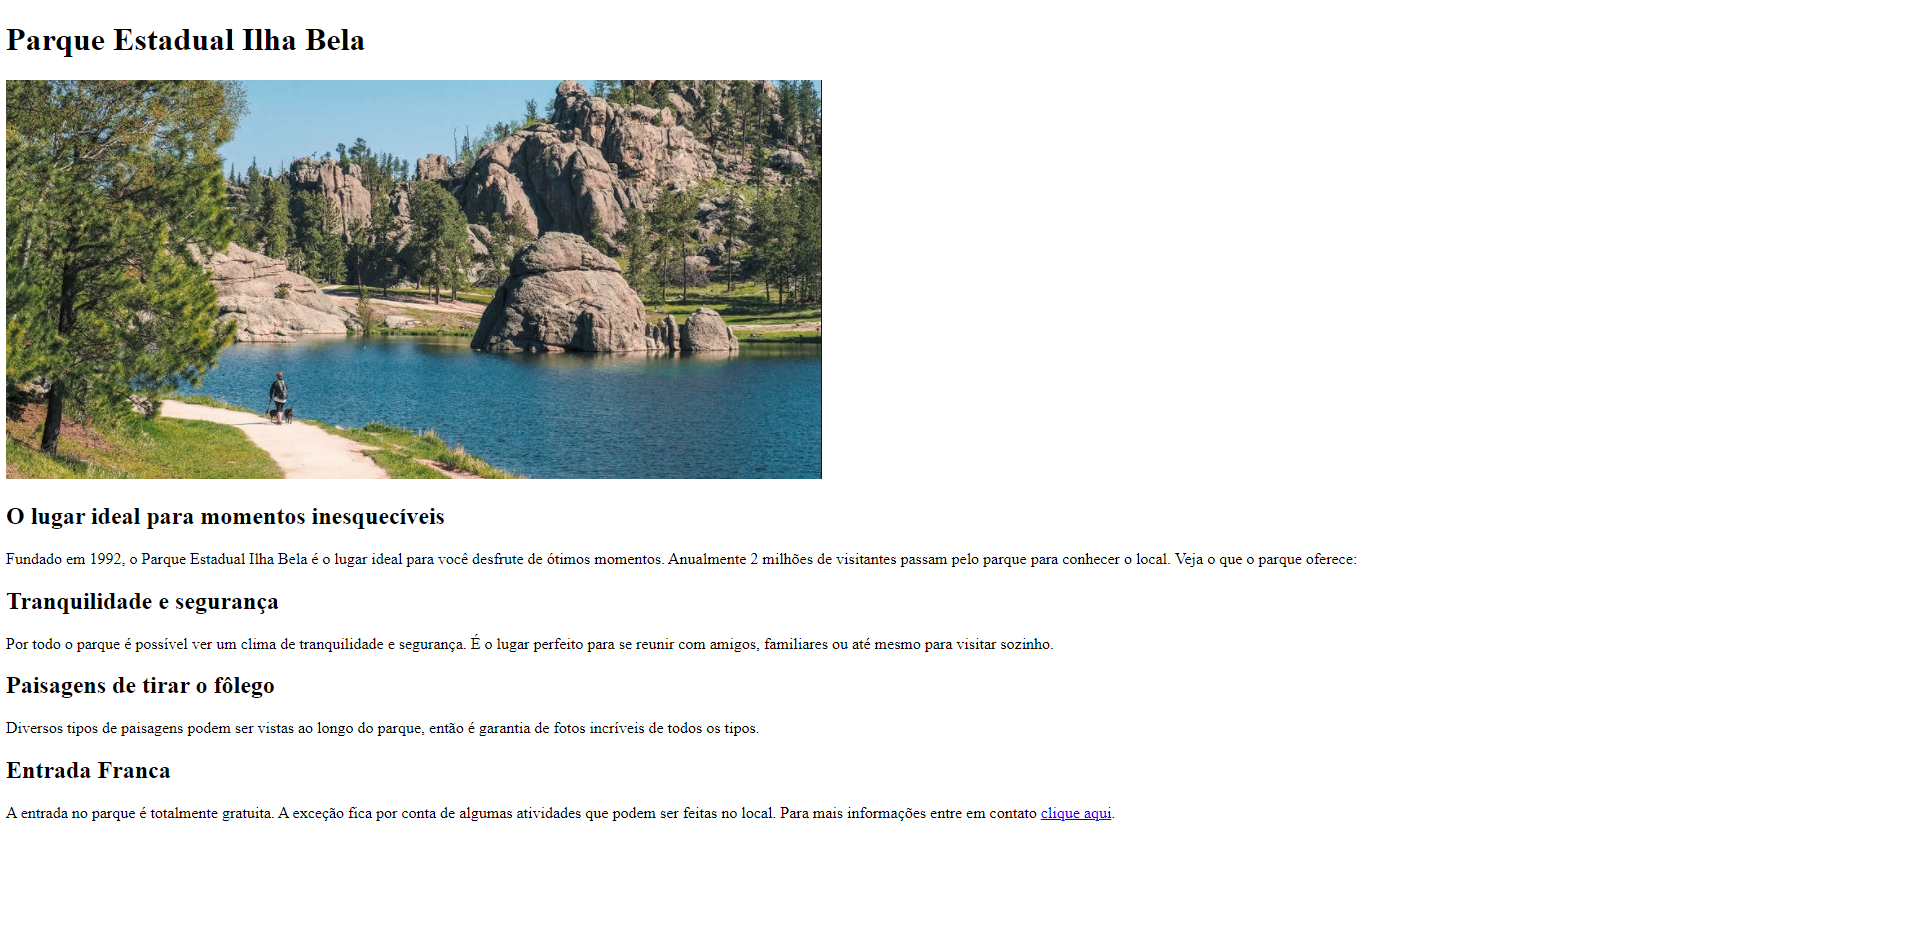 Parque Estadual Ilha Bela
O lugar ideal para momentos inesquecíveis
Fundado em 1992, o Parque Estadual Ilha Bela é o lugar ideal para você desfrute de ótimos momentos. Anualmente 2 milhões de visitantes passam pelo parque para conhecer o local. Veja o que o parque oferece:
Tranquilidade e segurança
Por todo o parque é possível ver um clima de tranquilidade e segurança. É o lugar perfeito para se reunir com amigos, familiares ou até mesmo para visitar sozinho.
Paisagens de tirar o fôlego
Diversos tipos de paisagens podem ser vistas ao longo do parque, então é garantia de fotos incríveis de todos os tipos.
Entrada Franca
A entrada no parque é totalmente gratuita. A exceção fica por conta de algumas atividades que podem ser feitas no local. Para mais informações entre em contato clique aqui.